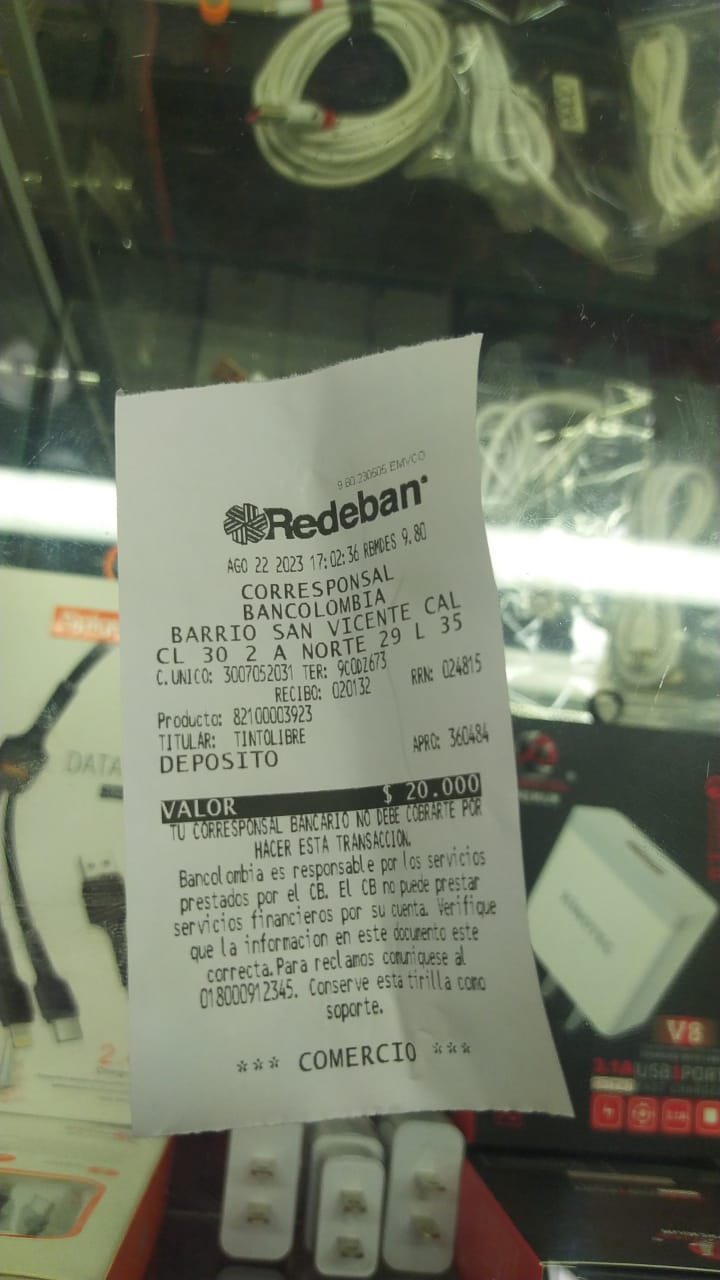 9.80.230605 EMVCO
Redeban
AGO 22 2023 17:02:36 RBMDES 9.80
CORRESPONSAL
BANCOLOMBIA
BARRIO SAN VICENTE CAL
CL 30 2 A NORTE 29 L 35
C.UNICO: 3007052031 TER: 9C0D2673
RECIBO: 020132 RRN: 024815
Producto: 82100003923
TITULAR: TINTOLIBRE
DEPOSITO APRO: 360484
VALOR $ 20.000
TU CORRESPONSAL BANCARIO NO DEBE COBRARTE POR
HACER ESTA TRANSACCION.
Bancolombia es responsable por los servicios
prestados por el CB. El CB no puede prestar
servicios financieros por su cuenta. Verifique
que la informacion en este documento este
correcta.Para reclamos comuniquese al
018000912345. Conserve esta tirilla como
soporte.
*** COMERCIO ***
DATA
V8
3.1A USB PORT